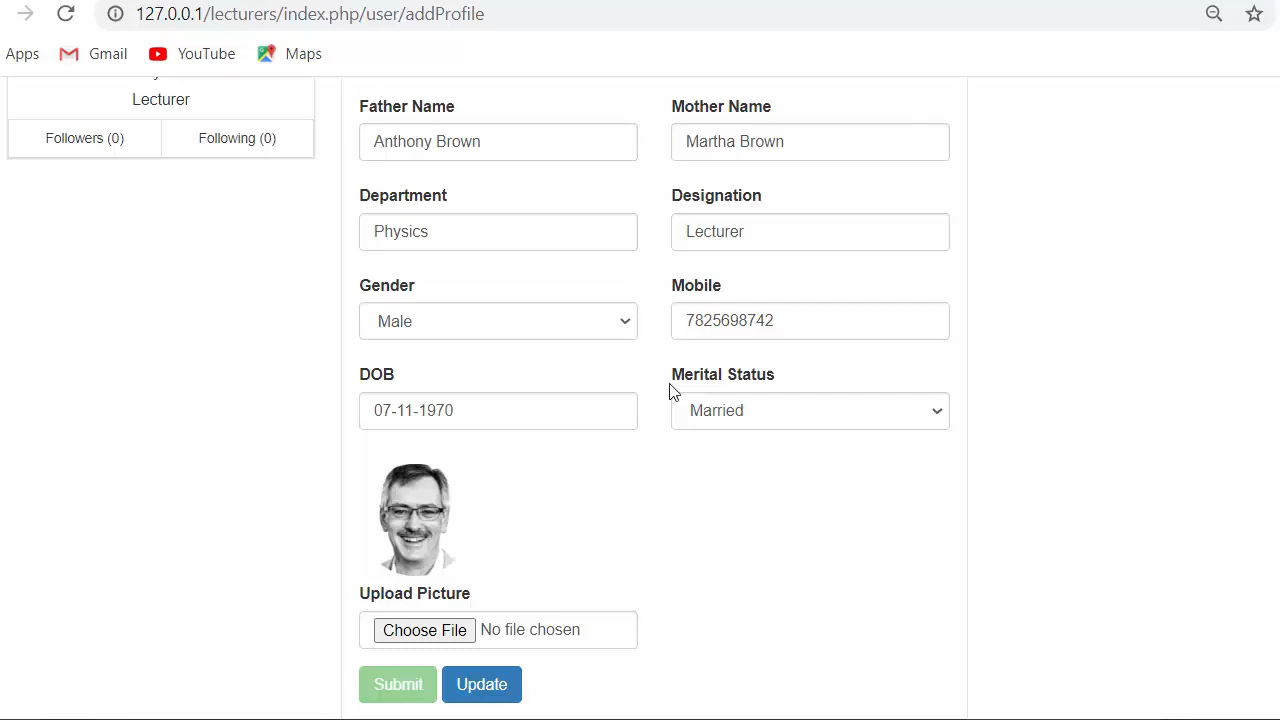 127.0.0.1/lecturers/index.php/user/addProfile
Apps Gmail YouTube Maps
Lecturer
Followers (0) Following (0)
Father Name Mother Name
Anthony Brown Martha Brown
Department Designation
Physics Lecturer
Gender Mobile
Male 7825698742
DOB Merital Status
07-11-1970 Married
Upload Picture
Choose File No file chosen
Submit Update